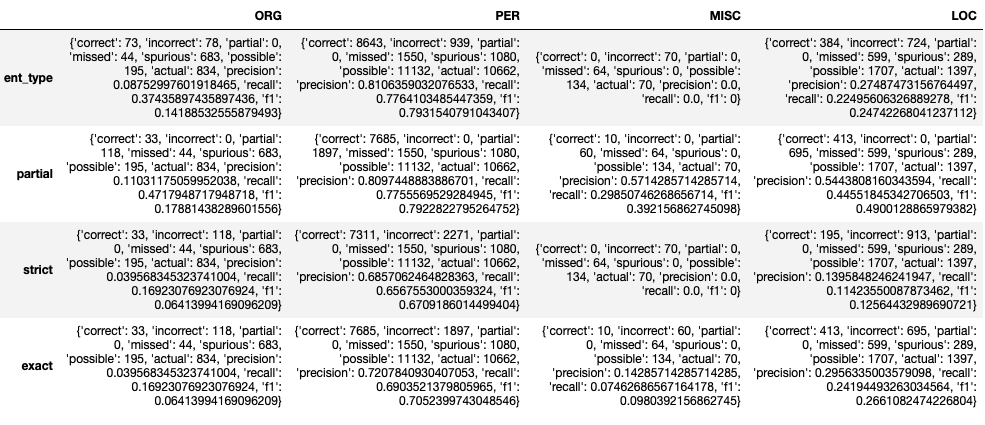 ORG PER MISC LOC
ent_type
{'correct': 73, 'incorrect': 78, 'partial': 0,
'missed': 44, 'spurious': 683, 'possible':
195, 'actual': 834, 'precision':
0.08752997601918465, 'recall':
0.37435897435897436, 'f1':
0.14188532555879493}
{'correct': 8643, 'incorrect': 939, 'partial':
0, 'missed': 1550, 'spurious': 1080,
'possible': 11132, 'actual': 10662,
'precision': 0.8106359032076533, 'recall':
0.7764103485447359, 'f1':
0.7931540791043407}
{'correct': 0, 'incorrect': 70, 'partial': 0,
'missed': 64, 'spurious': 0, 'possible':
134, 'actual': 70, 'precision': 0.0,
'recall': 0.0, 'f1': 0}
{'correct': 384, 'incorrect': 724, 'partial':
0, 'missed': 599, 'spurious': 289,
'possible': 1707, 'actual': 1397,
'precision': 0.27487473156764497,
'recall': 0.22495606326889278, 'f1':
0.24742268041237112}
partial
{'correct': 33, 'incorrect': 0, 'partial':
118, 'missed': 44, 'spurious': 683,
'possible': 195, 'actual': 834, 'precision':
0.11031175059952038, 'recall':
0.4717948717948718, 'f1':
0.17881438289601556}
{'correct': 7685, 'incorrect': 0, 'partial':
1897, 'missed': 1550, 'spurious': 1080,
'possible': 11132, 'actual': 10662,
'precision': 0.8097448883886701, 'recall':
0.7755569529284945, 'f1':
0.7922822795264752}
{'correct': 10, 'incorrect': 0, 'partial':
60, 'missed': 64, 'spurious': 0,
'possible': 134, 'actual': 70,
'precision': 0.5714285714285714,
'recall': 0.29850746268656714, 'f1':
0.392156862745098}
{'correct': 413, 'incorrect': 0, 'partial':
695, 'missed': 599, 'spurious': 289,
'possible': 1707, 'actual': 1397,
'precision': 0.5443808160343594, 'recall':
0.44551845342706503, 'f1':
0.4900128865979382}
strict
{'correct': 33, 'incorrect': 118, 'partial':
0, 'missed': 44, 'spurious': 683,
'possible': 195, 'actual': 834, 'precision':
0.039568345323741004, 'recall':
0.16923076923076924, 'f1':
0.06413994169096209}
{'correct': 7311, 'incorrect': 2271, 'partial':
0, 'missed': 1550, 'spurious': 1080,
'possible': 11132, 'actual': 10662,
'precision': 0.6857062464828363, 'recall':
0.6567553000359324, 'f1':
0.6709186014499404}
{'correct': 0, 'incorrect': 70, 'partial': 0,
'missed': 64, 'spurious': 0, 'possible':
134, 'actual': 70, 'precision': 0.0,
'recall': 0.0, 'f1': 0}
{'correct': 195, 'incorrect': 913, 'partial':
0, 'missed': 599, 'spurious': 289,
'possible': 1707, 'actual': 1397,
'precision': 0.1395848246241947, 'recall':
0.11423550087873462, 'f1':
0.12564432989690721}
exact
{'correct': 33, 'incorrect': 118, 'partial':
0, 'missed': 44, 'spurious': 683,
'possible': 195, 'actual': 834, 'precision':
0.039568345323741004, 'recall':
0.16923076923076924, 'f1':
0.06413994169096209}
{'correct': 7685, 'incorrect': 1897, 'partial':
0, 'missed': 1550, 'spurious': 1080,
'possible': 11132, 'actual': 10662,
'precision': 0.7207840930407053, 'recall':
0.6903521379805965, 'f1':
0.7052399743048546}
{'correct': 10, 'incorrect': 60, 'partial':
0, 'missed': 64, 'spurious': 0,
'possible': 134, 'actual': 70,
'precision': 0.14285714285714285,
'recall': 0.07462686567164178, 'f1':
0.0980392156862745}
{'correct': 413, 'incorrect': 695, 'partial':
0, 'missed': 599, 'spurious': 289,
'possible': 1707, 'actual': 1397,
'precision': 0.2956335003579098, 'recall':
0.24194493263034564, 'f1':
0.2661082474226804}